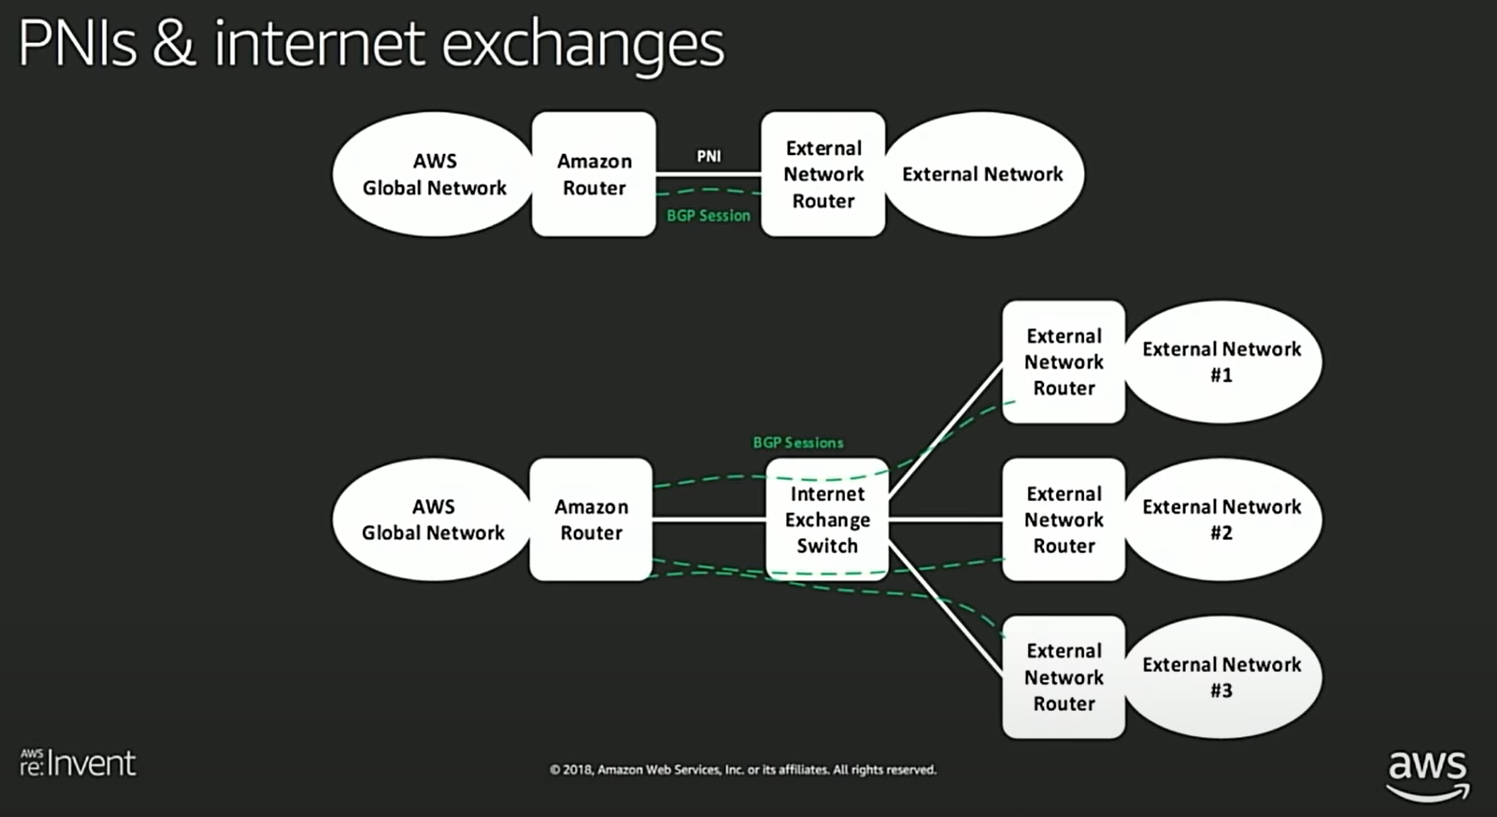 PNIs & internet exchanges
AWS
Global Network
Amazon
Router
PNI
BGP Session
External
Network
Router
External Network
External
Network
Router
External Network
#1
BGP Sessions
AWS
Global Network
Amazon
Router
Internet
Exchange
Switch
External
Network
Router
External Network
#2
External
Network
Router
External Network
#3
AWS
re:Invent
© 2018, Amazon Web Services, Inc. or its affiliates. All rights reserved.
aws